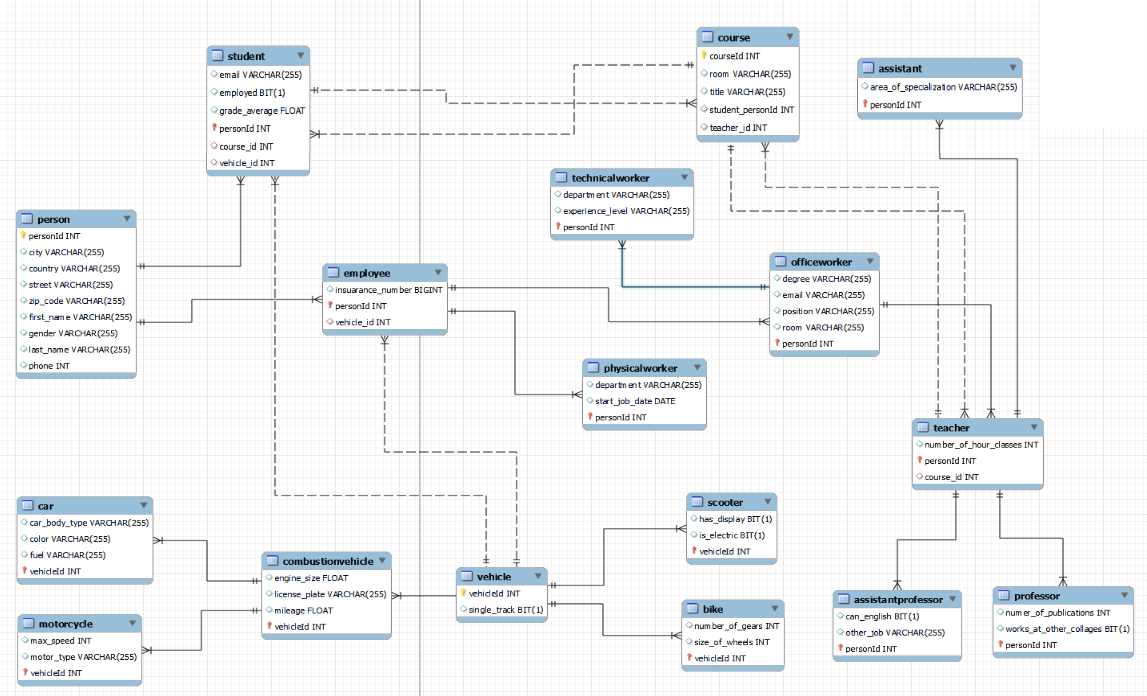 student
email VARCHAR(255)
employed BIT(1)
grade_average FLOAT
personId INT
course_id INT
vehicle_id INT
course
courseId INT
room VARCHAR(255)
title VARCHAR(255)
student_personId INT
teacher_id INT
assistant
area_of_specialization VARCHAR(255)
personId INT
technicalworker
department VARCHAR(255)
experience_level VARCHAR(255)
personId INT
person
personId INT
city VARCHAR(255)
country VARCHAR(255)
street VARCHAR(255)
zip_code VARCHAR(255)
first_name VARCHAR(255)
gender VARCHAR(255)
last_name VARCHAR(255)
phone INT
employee
insuarance_number BIGINT
personId INT
vehicle_id INT
officeworker
degree VARCHAR(255)
email VARCHAR(255)
position VARCHAR(255)
room VARCHAR(255)
personId INT
physicalworker
department VARCHAR(255)
start_job_date DATE
personId INT
teacher
number_of_hour_classes INT
personId INT
course_id INT
car
car_body_type VARCHAR(255)
color VARCHAR(255)
fuel VARCHAR(255)
vehicleId INT
scooter
has_display BIT(1)
is_electric BIT(1)
vehicleId INT
combustionvehicle
engine_size FLOAT
license_plate VARCHAR(255)
mileage FLOAT
vehicleId INT
vehicle
vehicleId INT
single_track BIT(1)
motorcycle
max_speed INT
motor_type VARCHAR(255)
vehicleId INT
bike
number_of_gears INT
size_of_wheels INT
vehicleId INT
assistantprofessor
can_english BIT(1)
other_job VARCHAR(255)
personId INT
professor
numer_of_publications INT
works_at_other_collages BIT(1)
personId INT